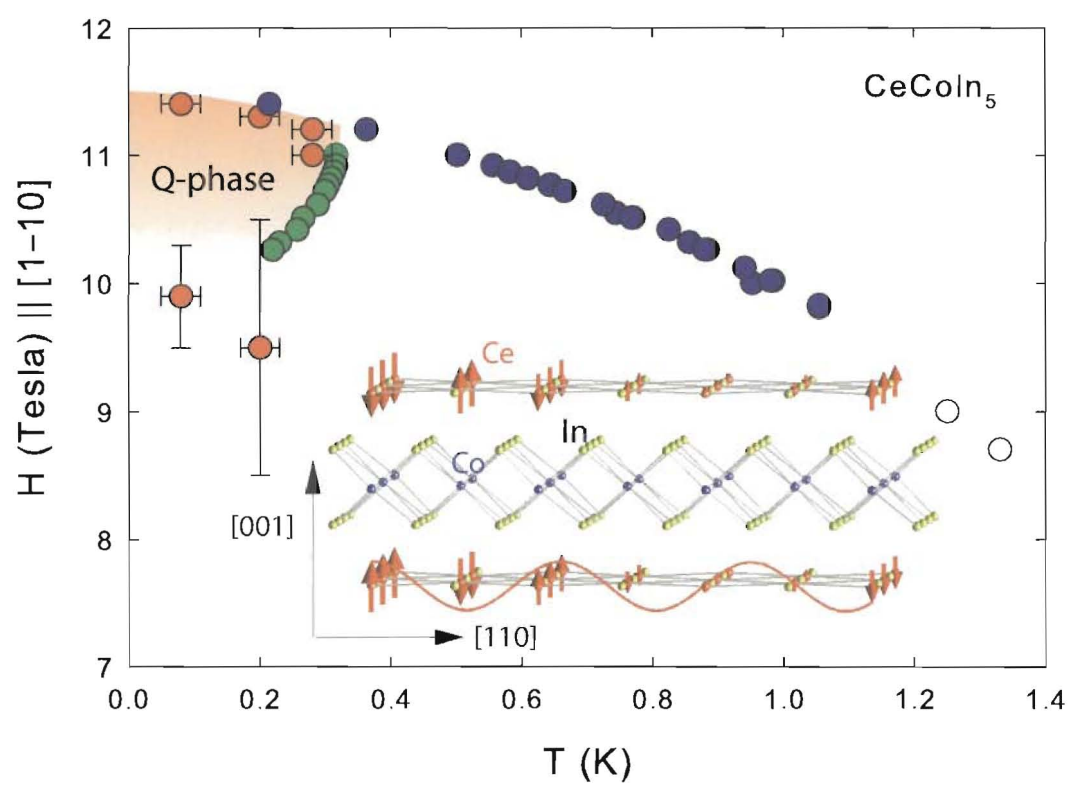 12
11
10
9
8
7
H (Tesla) || [1-10]
CeCoIn5
Q-phase
Ce
In
Co
[001]
[110]
0.0 0.2 0.4 0.6 0.8 1.0 1.2 1.4
T (K)